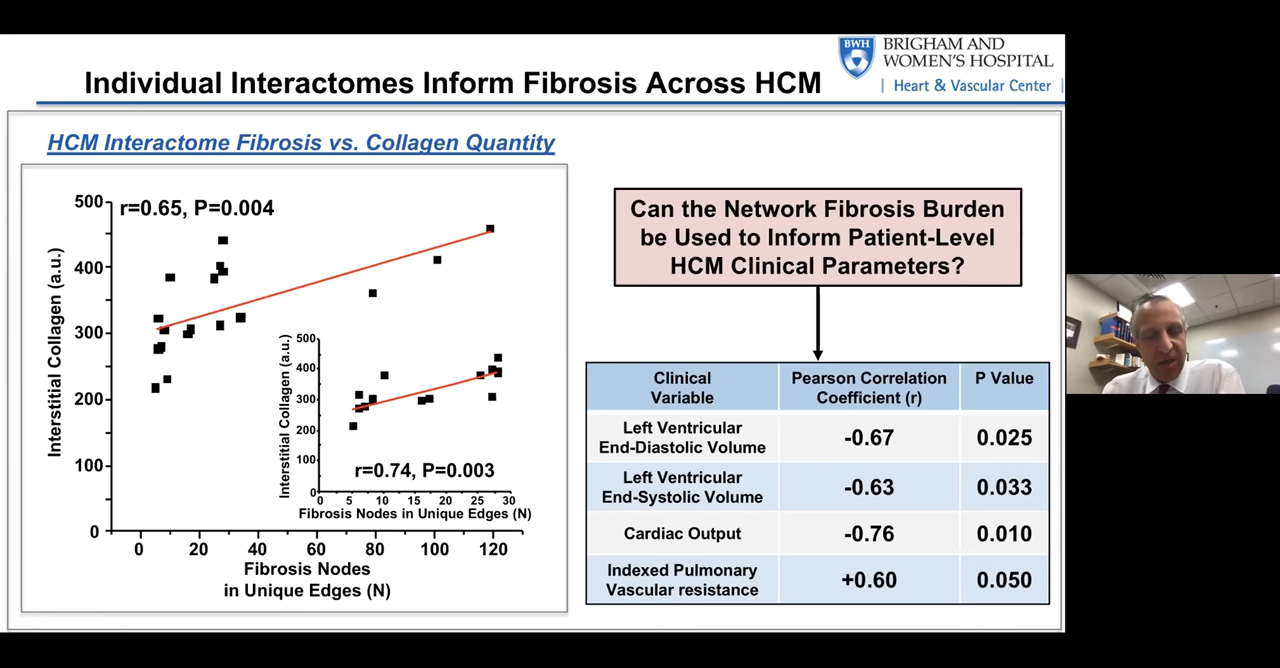 BWH
BRIGHAM AND
WOMEN'S HOSPITAL
Heart & Vascular Center
Individual Interactomes Inform Fibrosis Across HCM
HCM Interactome Fibrosis vs. Collagen Quantity
r=0.65, P=0.004
Interstitial Collagen (a.u.)
500
400
300
200
100
0
0 20 40 60 80 100 120
Fibrosis Nodes
in Unique Edges (N)
Interstitial Collagen (a.u.)
500
400
300
200
100
0
r=0.74, P=0.003
0 5 10 15 20 25 30
Fibrosis Nodes in Unique Edges (N)
Can the Network Fibrosis Burden
be Used to Inform Patient-Level
HCM Clinical Parameters?
Clinical
Variable
Pearson Correlation
Coefficient (r)
P Value
Left Ventricular
End-Diastolic Volume
-0.67
0.025
Left Ventricular
End-Systolic Volume
-0.63
0.033
Cardiac Output
-0.76
0.010
Indexed Pulmonary
Vascular resistance
+0.60
0.050